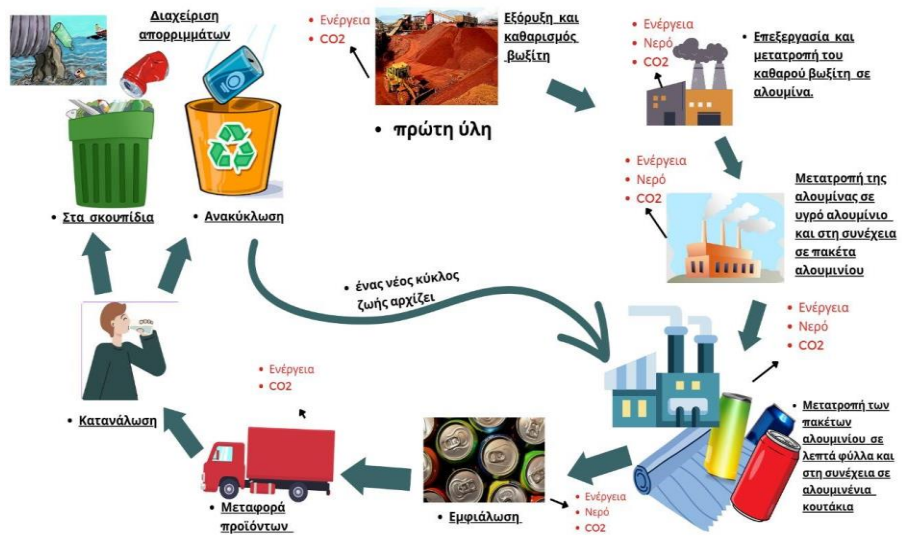 Διαχείριση
απορριμμάτων
• Στα σκουπίδια
• Ανακύκλωση
• Ενέργεια
• CO2
Εξόρυξη και
καθαρισμός
βωξίτη
• πρώτη ύλη
• Ενέργεια
• Νερό
• CO2
• Επεξεργασία και
μετατροπή του
καθαρού βωξίτη σε
αλουμίνα.
• Ενέργεια
• Νερό
• CO2
Μετατροπή της
αλουμίνας σε
υγρό αλουμίνιο
και στη συνέχεια
σε πακέτα
αλουμινίου
• ένας νέος κύκλος
ζωής αρχίζει
• Ενέργεια
• Νερό
• CO2
• Μετατροπή των
πακέτων
αλουμινίου σε
λεπτά φύλλα και
στη συνέχεια σε
αλουμινένια
κουτάκια
• Εμφιάλωση
• Ενέργεια
• Νερό
• CO2
• Ενέργεια
• CO2
• Μεταφορά
προϊόντων
• Κατανάλωση